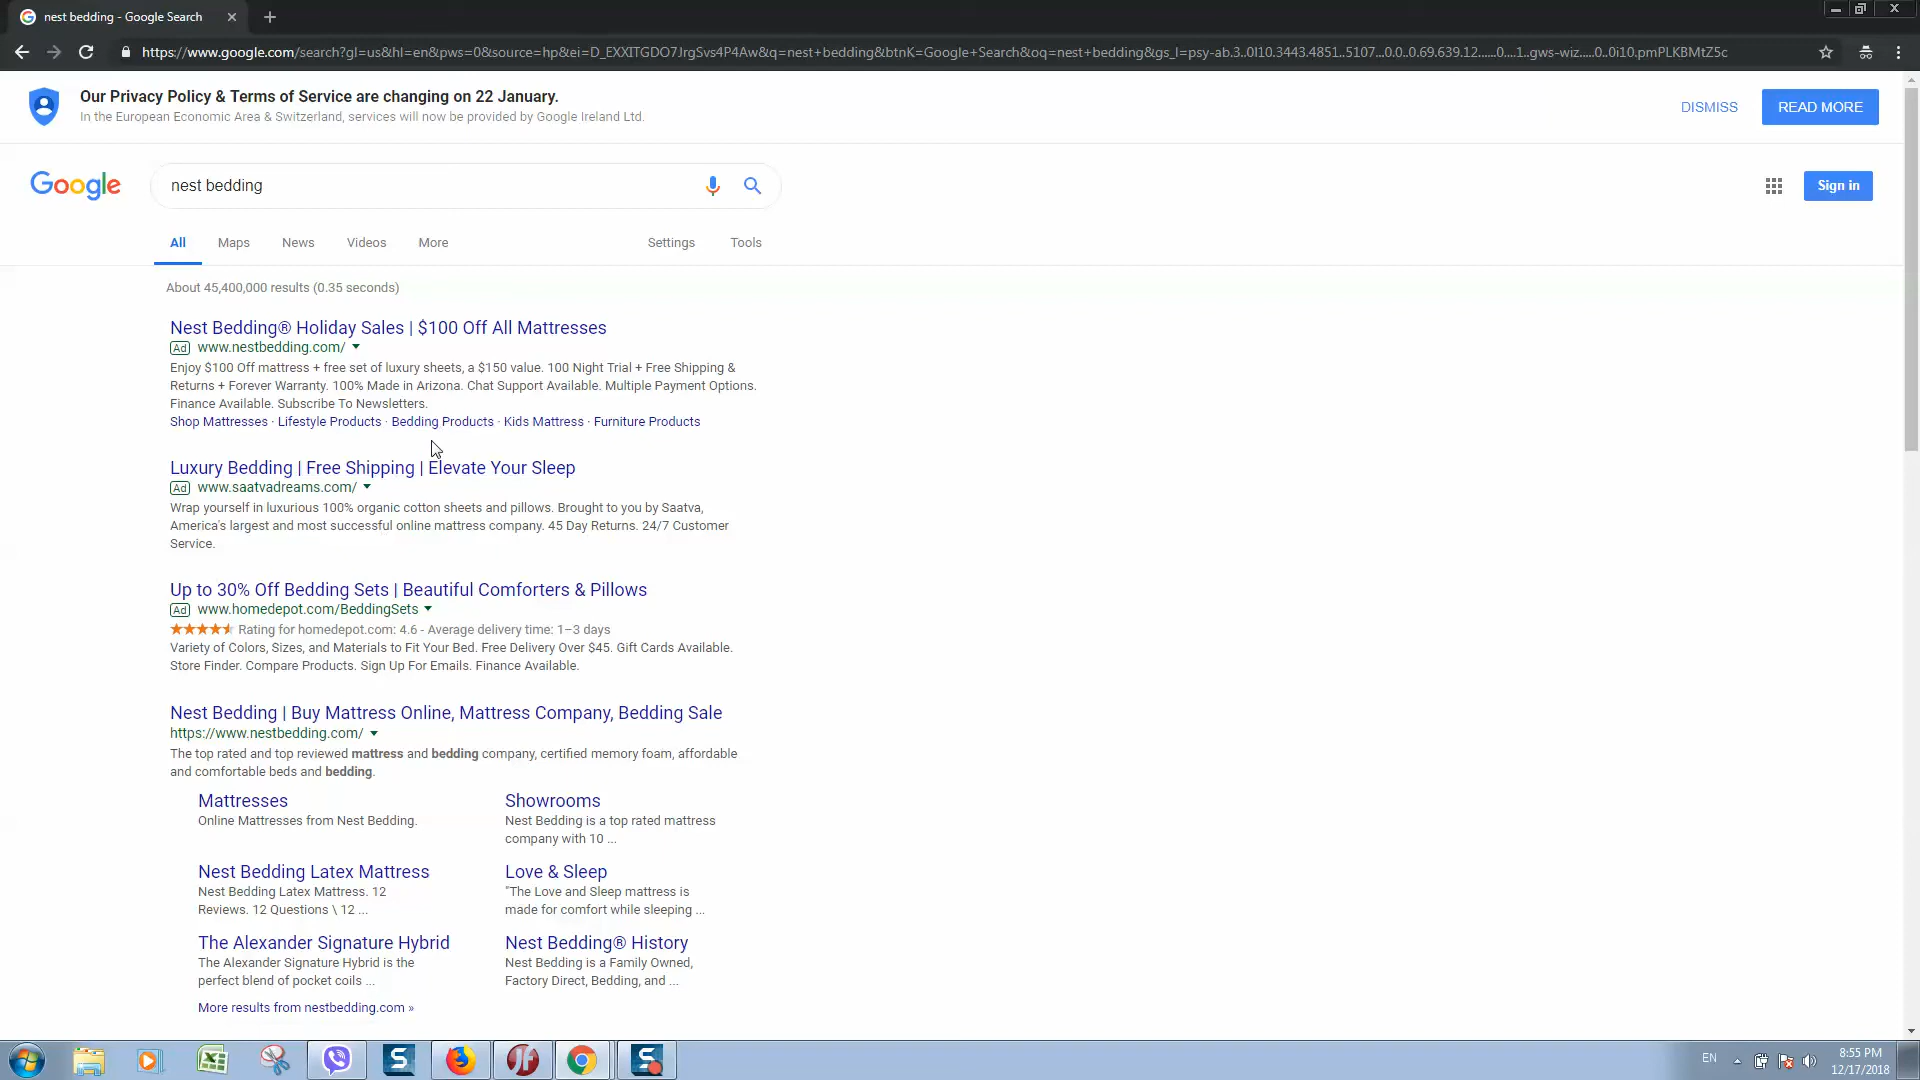 nest bedding - Google Search
https://www.google.com/search?gl=us&hl=en&pws=0&source=hp&ei=D_EXXITGDO7JrgSvs4P4Aw&q=nest+bedding&btnK=Google+Search&oq=nest+bedding&gs_l=psy-ab.3..0l10.3443.4851..5107...0.0..0.69.639.12......0....1..gws-wiz.....0..0i10.pmPLKBMtZ5c
Our Privacy Policy & Terms of Service are changing on 22 January.
In the European Economic Area & Switzerland, services will now be provided by Google Ireland Ltd.
DISMISS
READ MORE
Google
nest bedding
Sign in
All Maps News Videos More Settings Tools
About 45,400,000 results (0.35 seconds)
Nest Bedding® Holiday Sales | $100 Off All Mattresses
Ad www.nestbedding.com/
Enjoy $100 Off mattress + free set of luxury sheets, a $150 value. 100 Night Trial + Free Shipping &
Returns + Forever Warranty. 100% Made in Arizona. Chat Support Available. Multiple Payment Options.
Finance Available. Subscribe To Newsletters.
Shop Mattresses · Lifestyle Products · Bedding Products · Kids Mattress · Furniture Products
Luxury Bedding | Free Shipping | Elevate Your Sleep
Ad www.saatvadreams.com/
Wrap yourself in luxurious 100% organic cotton sheets and pillows. Brought to you by Saatva,
America's largest and most successful online mattress company. 45 Day Returns. 24/7 Customer
Service.
Up to 30% Off Bedding Sets | Beautiful Comforters & Pillows
Ad www.homedepot.com/BeddingSets
Rating for homedepot.com: 4.6 - Average delivery time: 1–3 days
Variety of Colors, Sizes, and Materials to Fit Your Bed. Free Delivery Over $45. Gift Cards Available.
Store Finder. Compare Products. Sign Up For Emails. Finance Available.
Nest Bedding | Buy Mattress Online, Mattress Company, Bedding Sale
https://www.nestbedding.com/
The top rated and top reviewed mattress and bedding company, certified memory foam, affordable
and comfortable beds and bedding.
Mattresses
Online Mattresses from Nest Bedding.
Showrooms
Nest Bedding is a top rated mattress
company with 10 ...
Nest Bedding Latex Mattress
Nest Bedding Latex Mattress. 12
Reviews. 12 Questions \ 12 ...
Love & Sleep
"The Love and Sleep mattress is
made for comfort while sleeping ...
The Alexander Signature Hybrid
The Alexander Signature Hybrid is the
perfect blend of pocket coils ...
Nest Bedding® History
Nest Bedding is a Family Owned,
Factory Direct, Bedding, and ...
More results from nestbedding.com »
EN
8:55 PM
12/17/2018